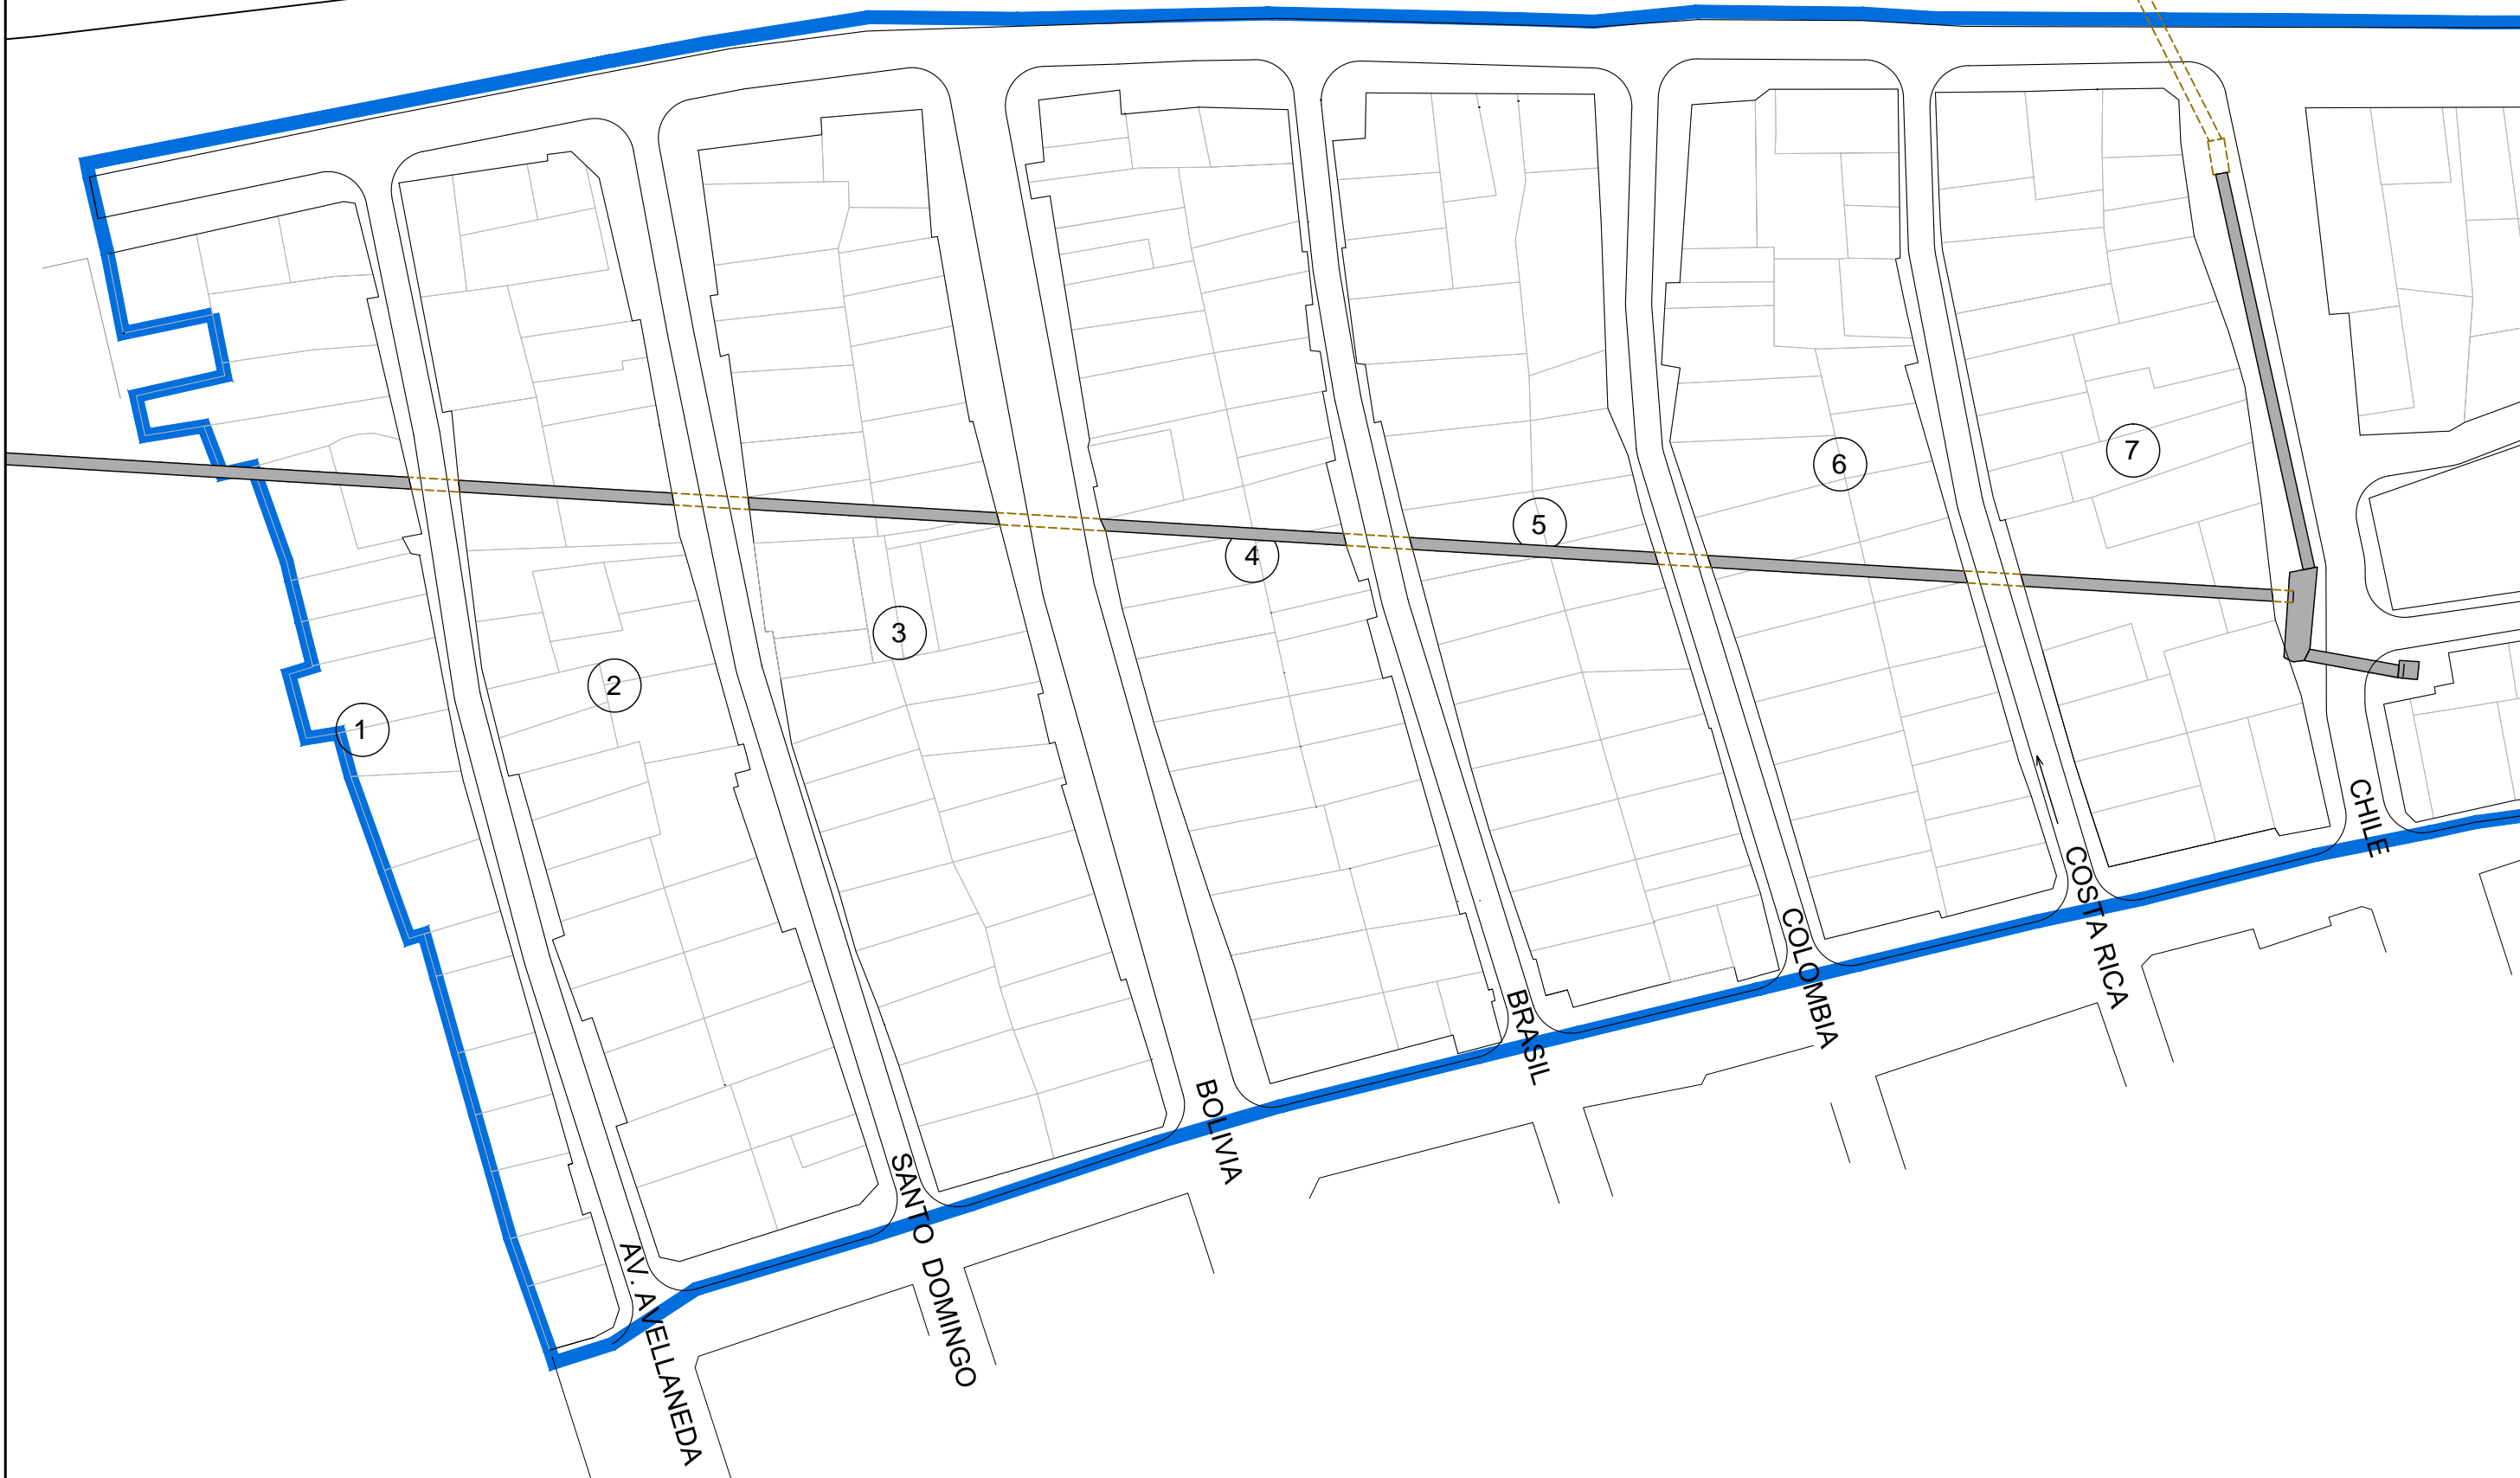 1
2
3
4
5
6
7
AV. AVELLANEDA
SANTO DOMINGO
BOLIVIA
BRASIL
COLOMBIA
COSTA RICA
CHILE